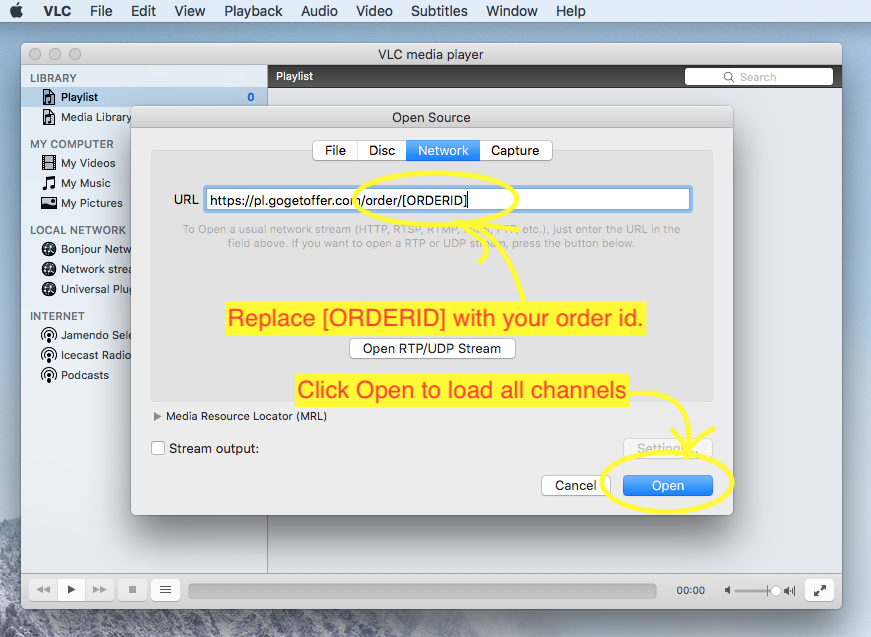 VLC File Edit View Playback Audio Video Subtitles Window Help
VLC media player
LIBRARY
Playlist 0
Media Library
MY COMPUTER
My Videos
My Music
My Pictures
LOCAL NETWORK
Bonjour Netw
Network strea
Universal Plug
INTERNET
Jamendo Sele
Icecast Radio
Podcasts
Playlist
Search
Open Source
File Disc Network Capture
URL https://pl.gogetoffer.com/order/[ORDERID]
To Open a usual network stream (HTTP, RTSP, RTMP, MMS, FTP, etc.), just enter the URL in the
field above. If you want to open a RTP or UDP stream, press the button below.
Replace [ORDERID] with your order id.
Open RTP/UDP Stream
Click Open to load all channels
Media Resource Locator (MRL)
Stream output:
Settings...
Cancel Open
00:00